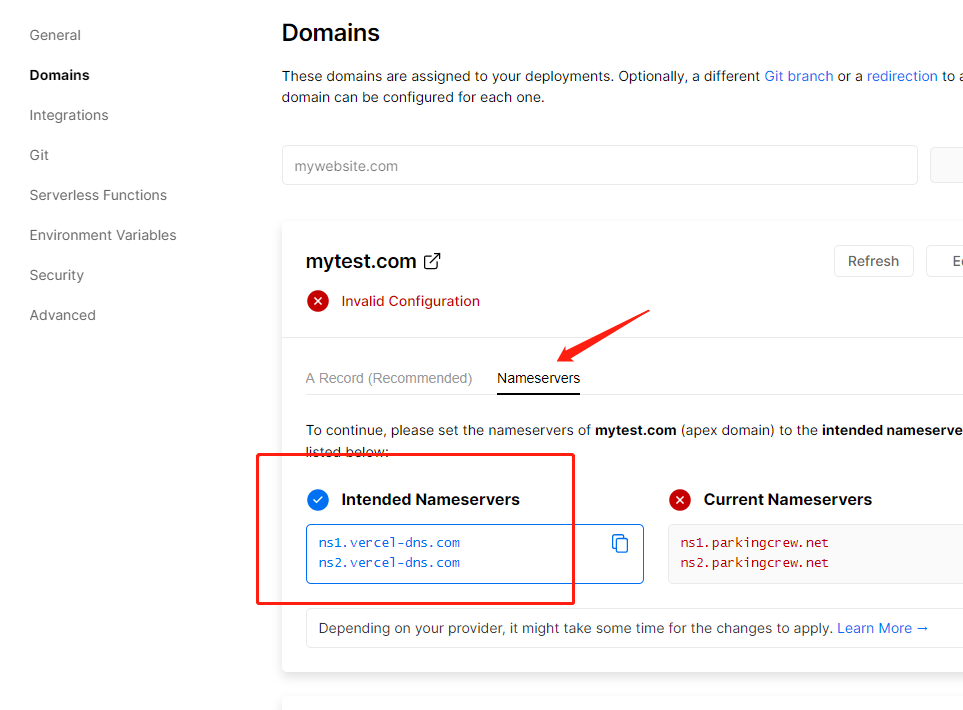 General
Domains
Integrations
Git
Serverless Functions
Environment Variables
Security
Advanced
Domains
These domains are assigned to your deployments. Optionally, a different Git branch or a redirection to a
domain can be configured for each one.
mywebsite.com
mytest.com
Refresh
Invalid Configuration
A Record (Recommended)
Nameservers
To continue, please set the nameservers of mytest.com (apex domain) to the intended nameserve
listed below:
Intended Nameservers
ns1.vercel-dns.com
ns2.vercel-dns.com
Current Nameservers
ns1.parkingcrew.net
ns2.parkingcrew.net
Depending on your provider, it might take some time for the changes to apply. Learn More →